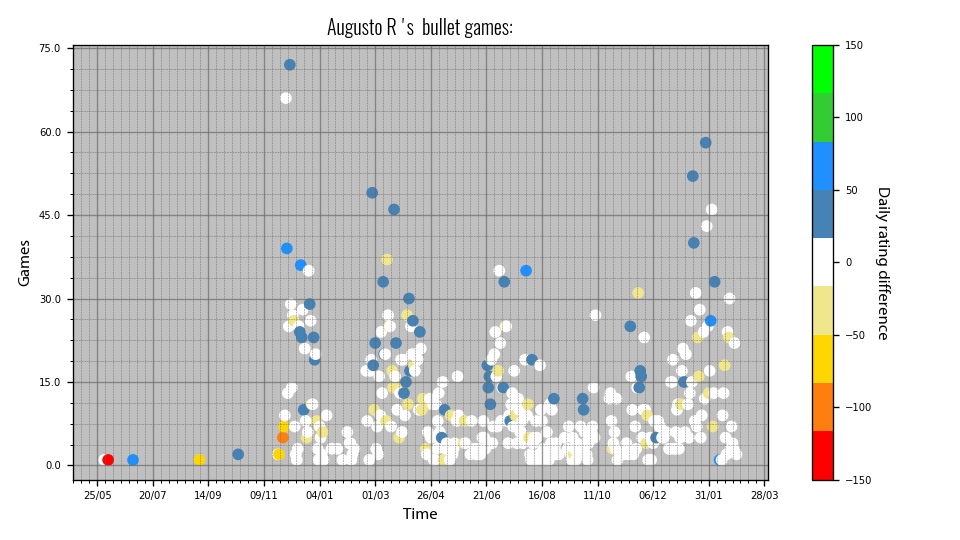 Augusto R 's bullet games:
75.0
60.0
45.0
30.0
15.0
0.0
Games
25/05 20/07 14/09 09/11 04/01 01/03 26/04 21/06 16/08 11/10 06/12 31/01 28/03
Time
150
100
50
0
−50
−100
−150
Daily rating difference